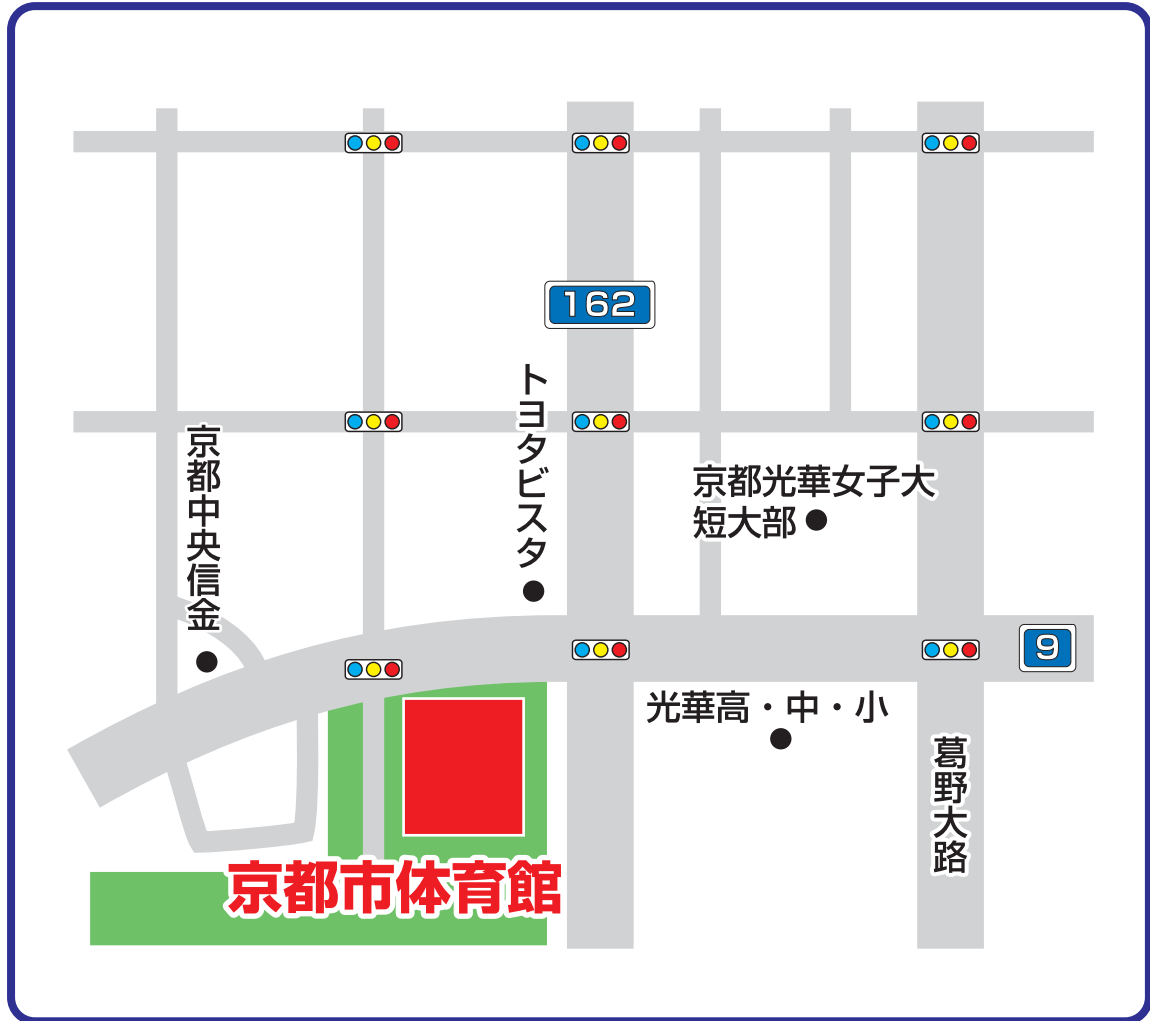 162
トヨタビスタ
京都中央信金
京都光華女子大
短大部
9
光華高・中・小
葛野大路
京都市体育館